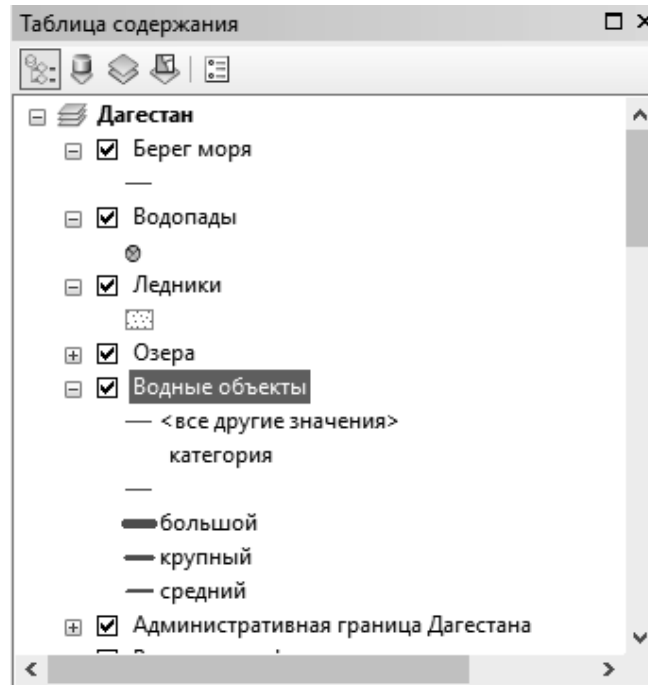 Таблица содержания
Дагестан
Берег моря
Водопады
Ледники
Озера
Водные объекты
<все другие значения>
категория
большой
крупный
средний
Административная граница Дагестана